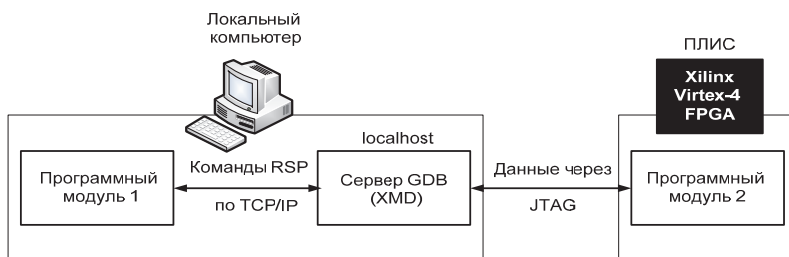 Локальный
компьютер
ПЛИС
Xilinx
Virtex-4
FPGA
localhost
Программный
модуль 1
Команды RSP
по TCP/IP
Сервер GDB
(XMD)
Данные через
JTAG
Программный
модуль 2